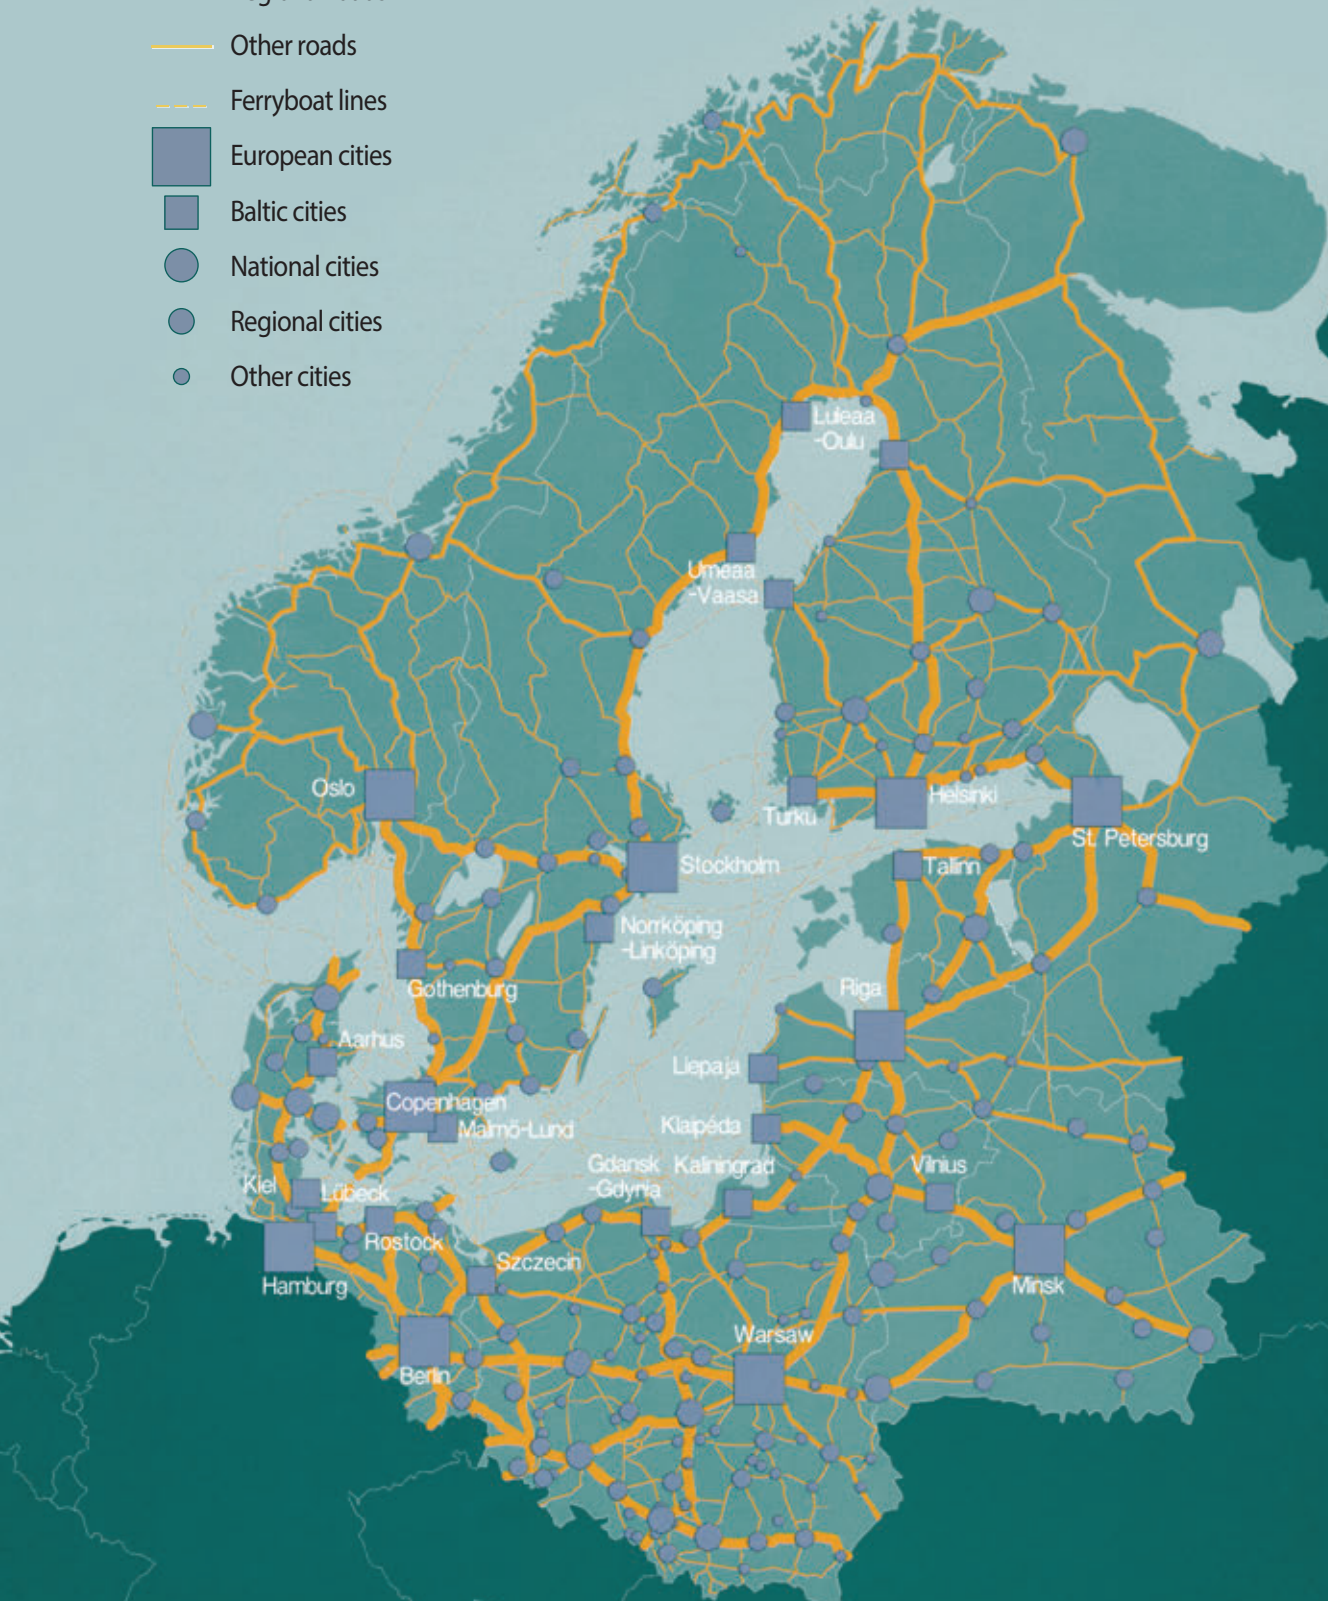 Other roads
Ferryboat lines
European cities
Baltic cities
National cities
Regional cities
Other cities
Luleaa
-Oulu
Umeaa
-Vaasa
Oslo
Helsinki
Turku
St. Petersburg
Stockholm
Tallinn
Norrköping
-Linköping
Riga
Gothenburg
Aarhus
Liepaja
Copenhagen
Malmö-Lund
Klaipéda
Gdansk
-Gdynia
Kaliningrad
Vilnius
Kiel
Lübeck
Rostock
Szczecin
Hamburg
Minsk
Warsaw
Berlin